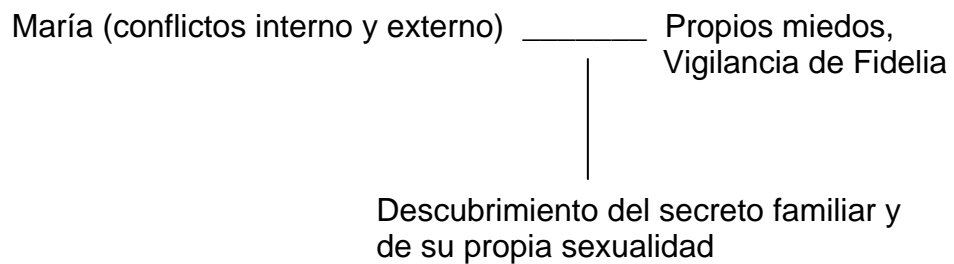 María (conflictos interno y externo) _______ Propios miedos,
Vigilancia de Fidelia
Descubrimiento del secreto familiar y
de su propia sexualidad